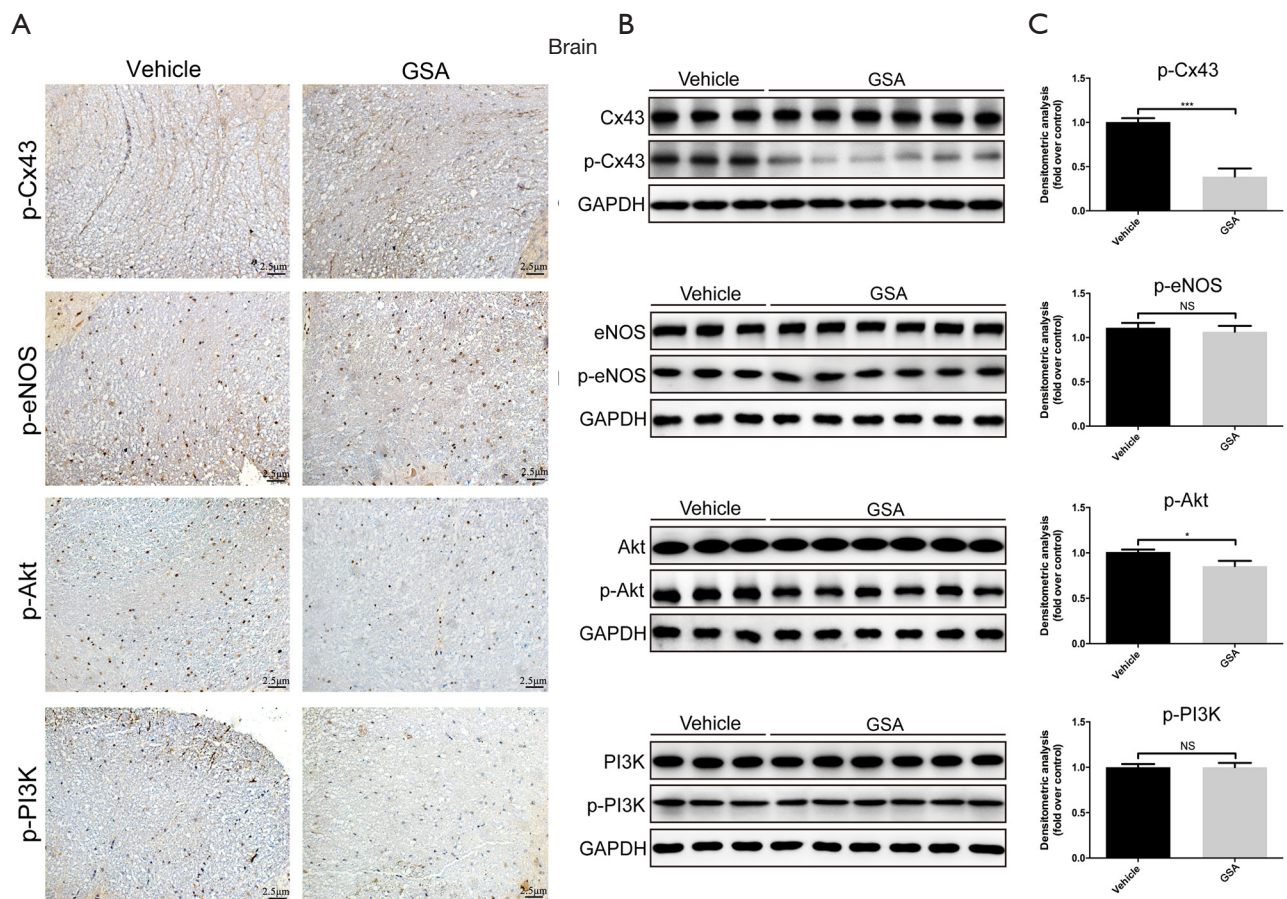 A
Brain
B
C
Vehicle
GSA
p-Cx43
2.5μm
2.5μm
p-eNOS
2.5μm
2.5μm
p-Akt
2.5μm
2.5μm
p-PI3K
2.5μm
2.5μm
Vehicle
GSA
Cx43
p-Cx43
GAPDH
Vehicle
GSA
eNOS
p-eNOS
GAPDH
Vehicle
GSA
Akt
p-Akt
GAPDH
Vehicle
GSA
PI3K
p-PI3K
GAPDH
p-Cx43
Densitometric analysis
(fold over control)
1.5
1.0
0.5
0.0
***
Vehicle
GSA
p-eNOS
Densitometric analysis
(fold over control)
1.5
1.0
0.5
0.0
NS
Vehicle
GSA
p-Akt
Densitometric analysis
(fold over control)
1.5
1.0
0.5
0.0
*
Vehicle
GSA
p-PI3K
Densitometric analysis
(fold over control)
1.5
1.0
0.5
0.0
NS
Vehicle
GSA